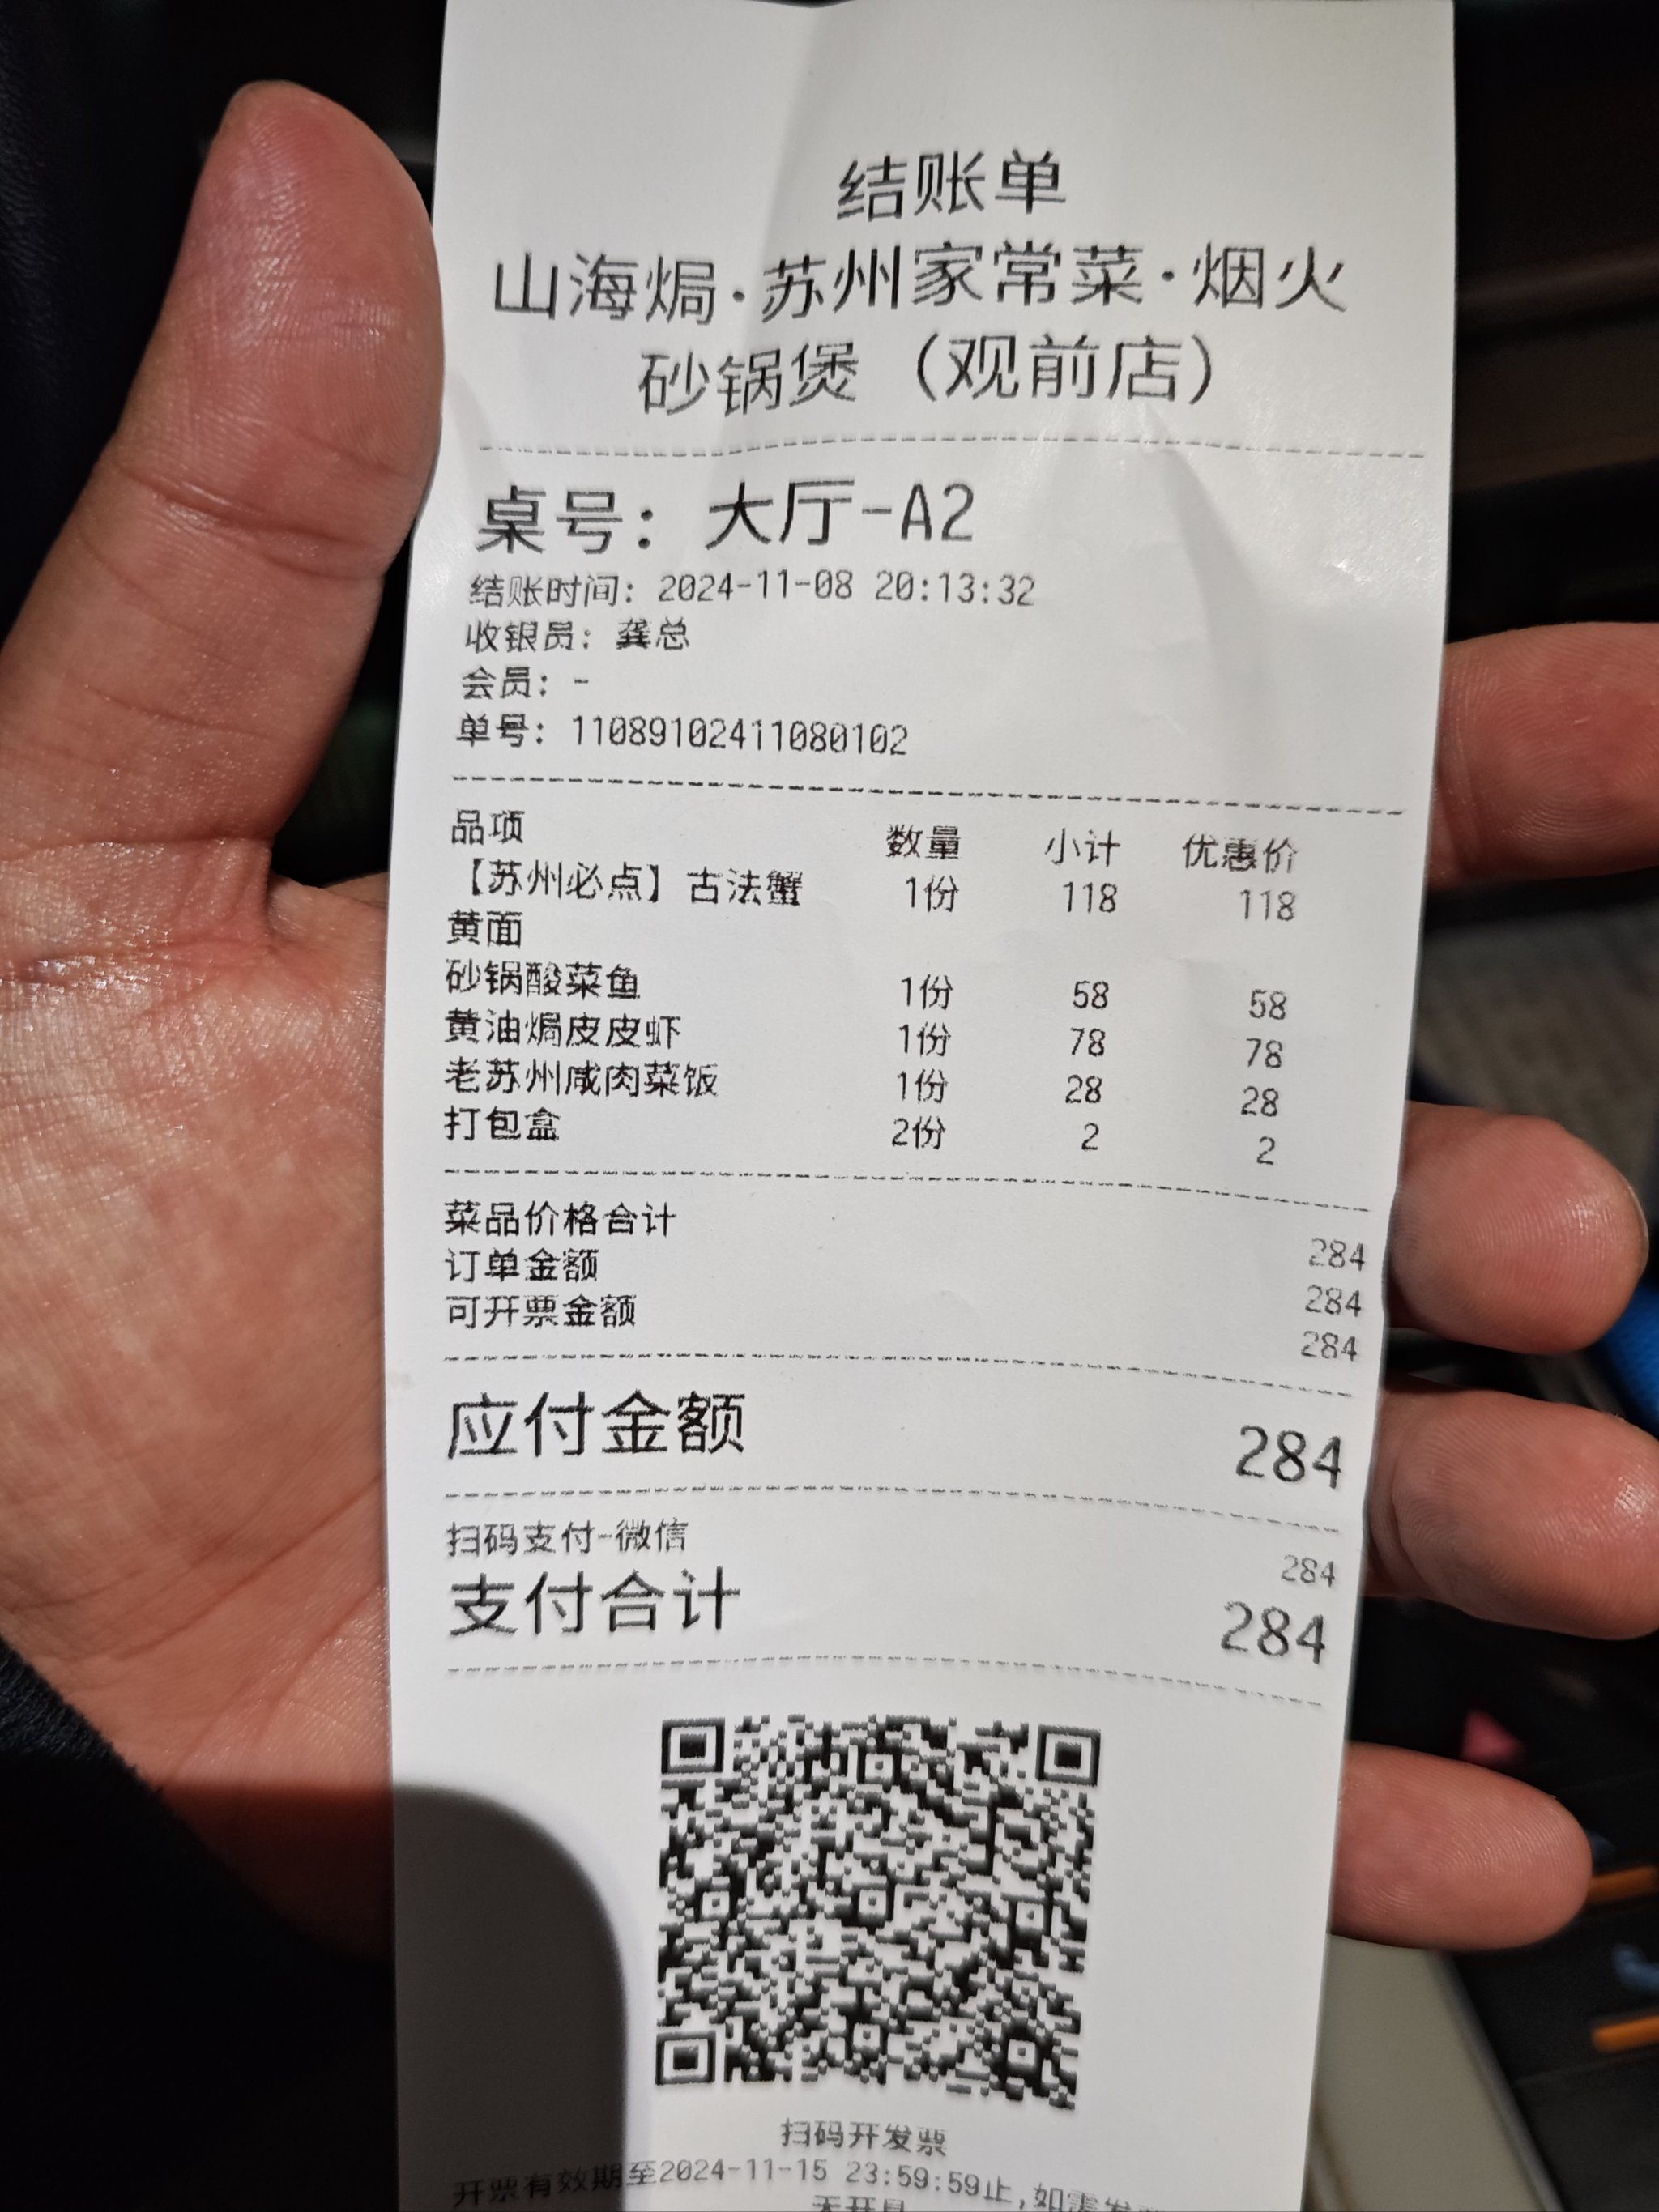 结账单
山海焗·苏州家常菜·烟火
砂锅煲（观前店）
桌号：大厅-A2
结账时间：2024-11-08 20:13:32
收银员：龚总
会员：-
单号：11089102411080102
品项 数量 小计 优惠价
【苏州必点】古法蟹 1份 118 118
黄面
砂锅酸菜鱼 1份 58 58
黄油焗皮皮虾 1份 78 78
老苏州咸肉菜饭 1份 28 28
打包盒 2份 2 2
菜品价格合计 284
订单金额 284
可开票金额 284
应付金额 284
扫码支付-微信 284
支付合计 284
扫码开发票
开票有效期至2024-11-15 23:59:59止,如需发票